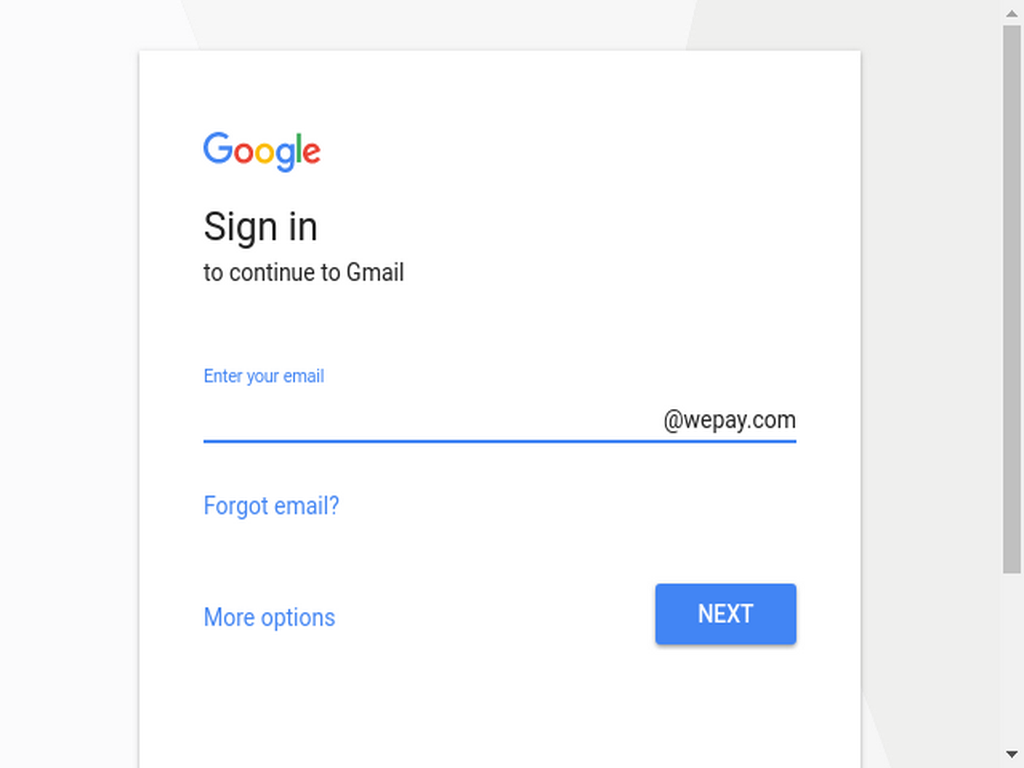 Google
Sign in
to continue to Gmail
Enter your email
@wepay.com
Forgot email?
More options
NEXT